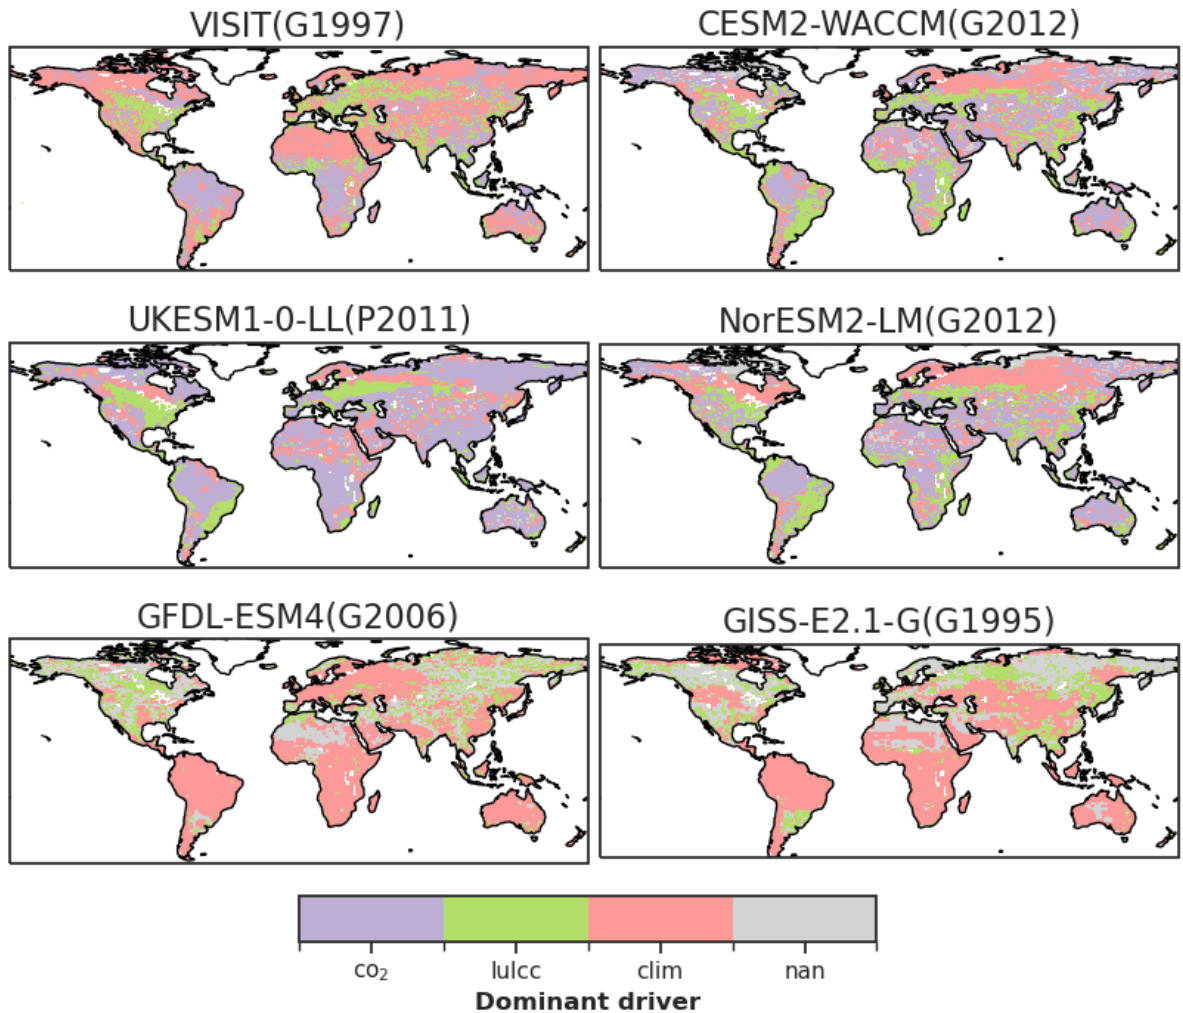 VISIT(G1997)
CESM2-WACCM(G2012)
UKESM1-0-LL(P2011)
NorESM2-LM(G2012)
GFDL-ESM4(G2006)
GISS-E2.1-G(G1995)
co₂ lulcc clim nan
Dominant driver